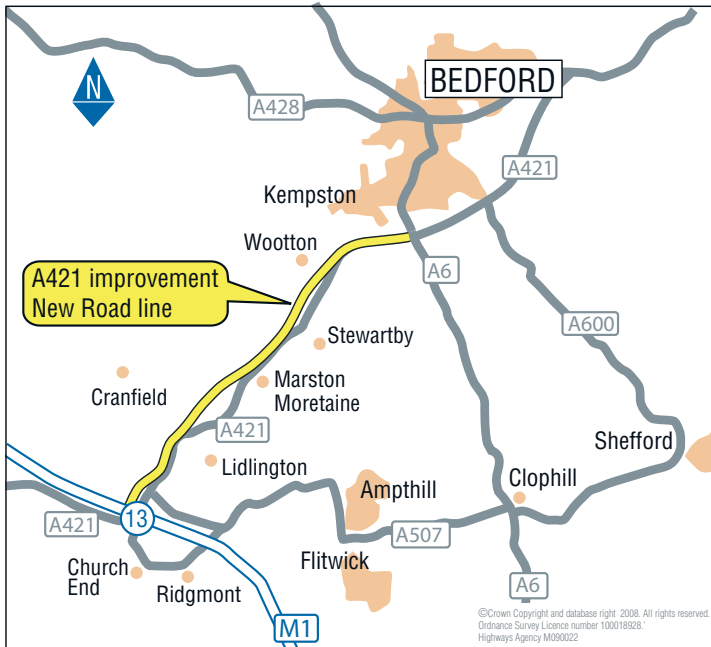 BEDFORD
N
A428
A421
Kempston
Wootton
A6
A421 improvement
New Road line
A600
Stewartby
Cranfield
Marston
Moretaine
A421
Shefford
Lidlington
Ampthill
Clophill
13
A421
A507
Flitwick
Church
End
Ridgmont
A6
M1
©Crown Copyright and database right 2008. All rights reserved.
Ordnance Survey Licence number 100018928.'
Highways Agency M090022